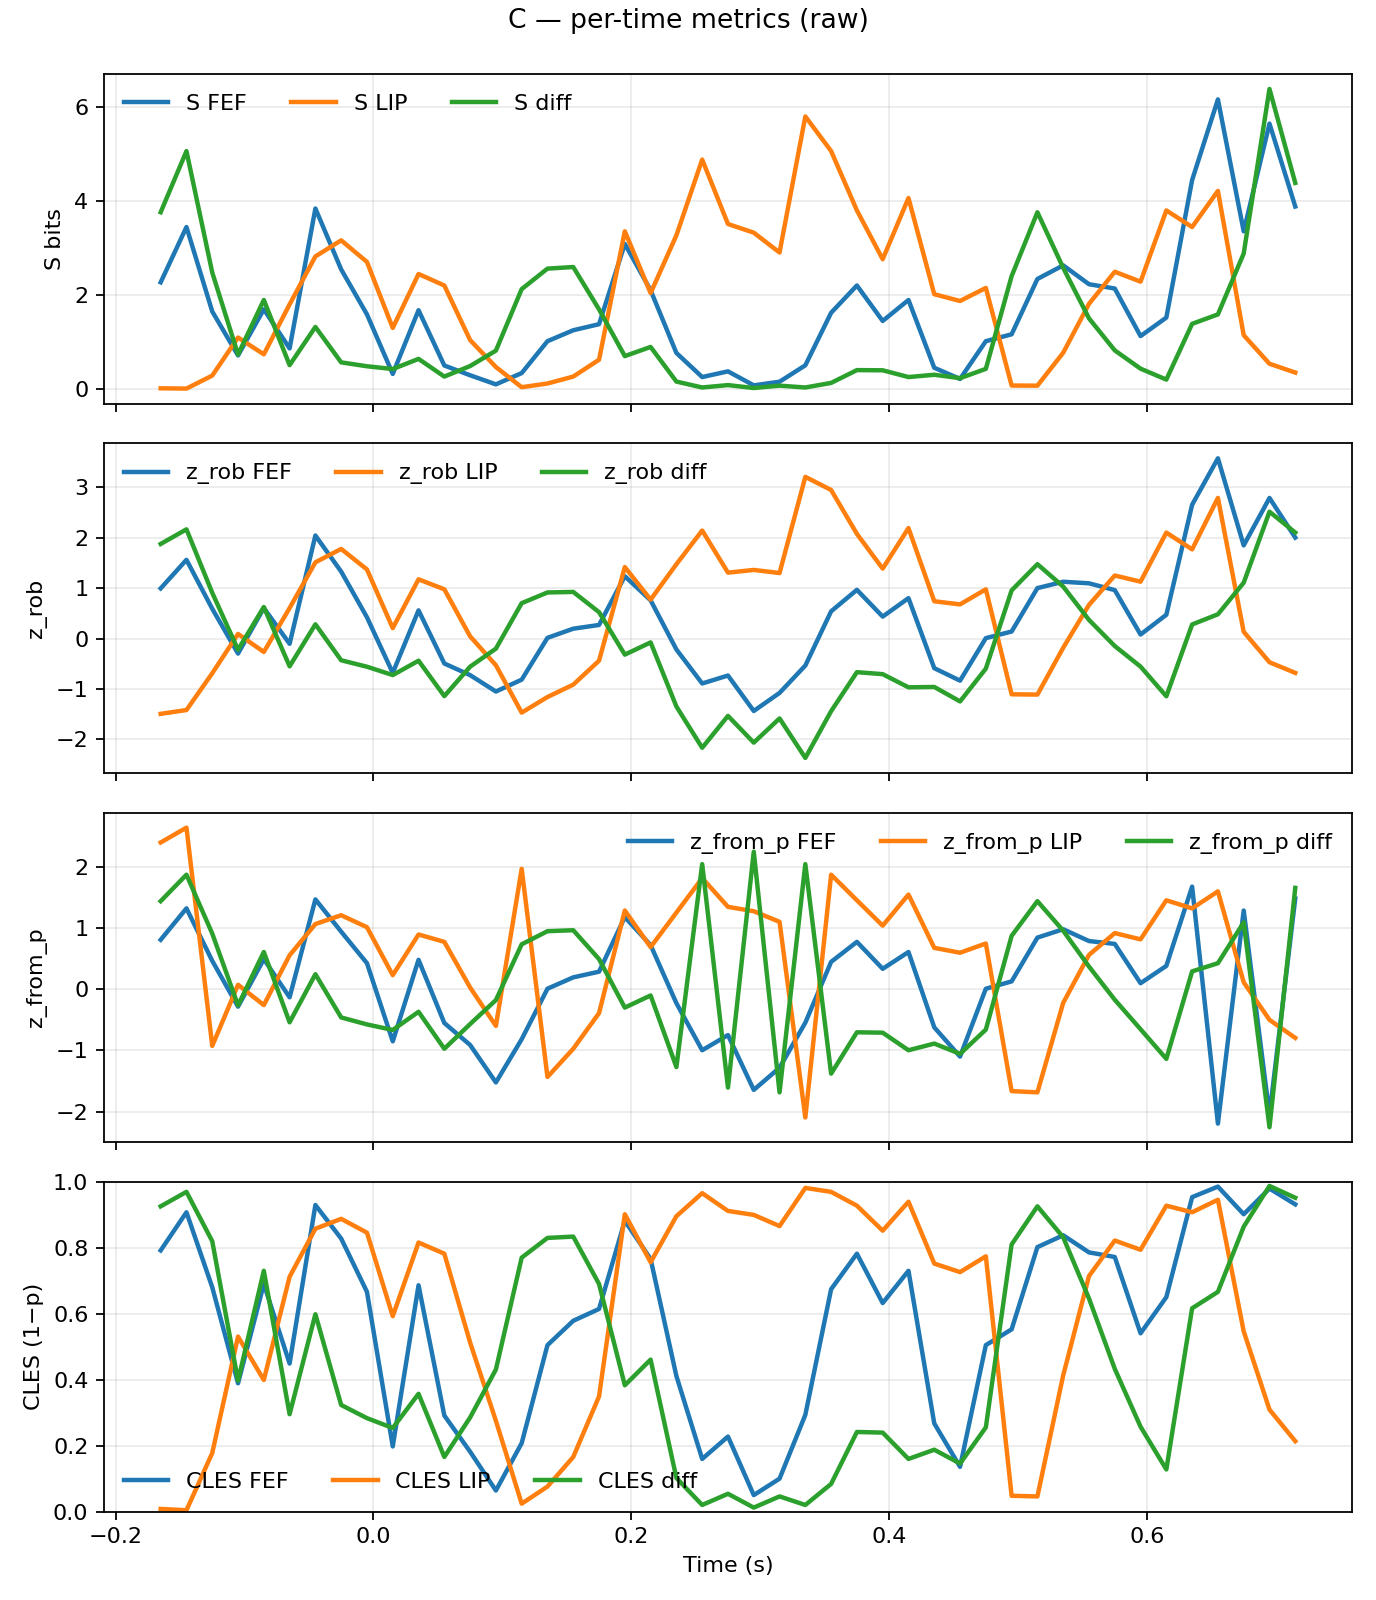 C — per-time metrics (raw)
S FEF S LIP S diff
6
4
2
0
S bits
z_rob FEF z_rob LIP z_rob diff
3
2
1
0
−1
−2
z_rob
z_from_p FEF z_from_p LIP z_from_p diff
2
1
0
−1
−2
z_from_p
1.0
0.8
0.6
0.4
0.2
0.0
CLES (1−p)
CLES FEF CLES LIP CLES diff
−0.2 0.0 0.2 0.4 0.6
Time (s)